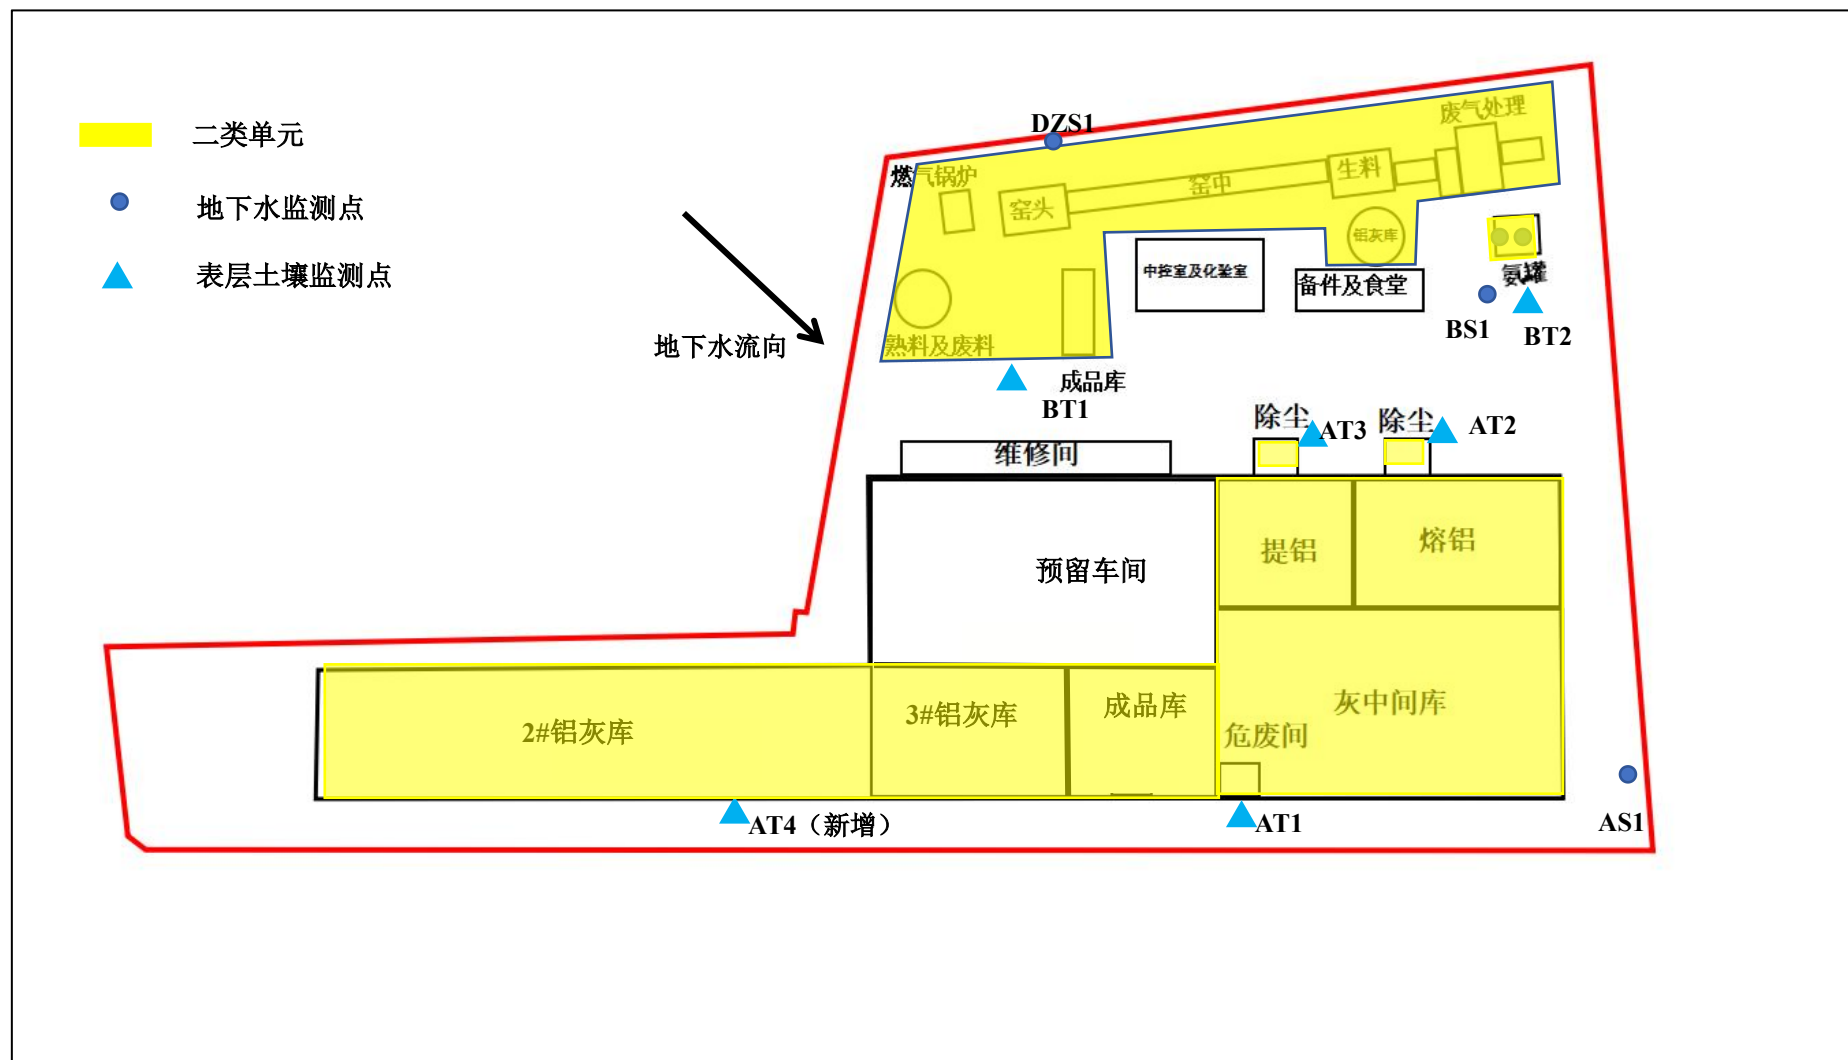 二类单元
地下水监测点
表层土壤监测点
地下水流向
DZS1
废气处理
燃气锅炉
窑头
窑中
生料
铝灰库
中控室及化验室
备件及食堂
氨罐
BS1
BT2
熟料及废料
成品库
BT1
除尘
AT3
除尘
AT2
维修间
提铝
熔铝
预留车间
2#铝灰库
3#铝灰库
成品库
灰中间库
危废间
AT4（新增）
AT1
AS1